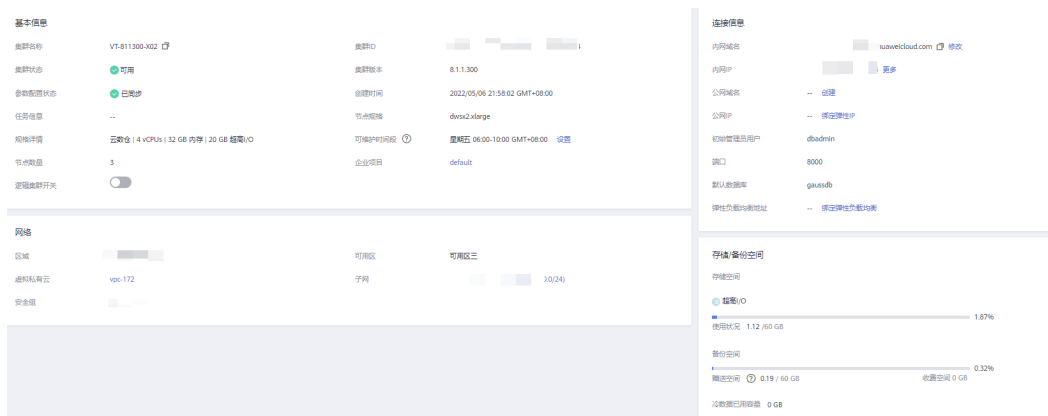 基本信息
集群名称 VT-811300-X02 集群ID
集群状态 可用 集群版本 8.1.1.300
参数配置状态 已同步 创建时间 2022/05/06 21:58:02 GMT+08:00
任务信息 -- 节点规格 dwsx2.xlarge
规格详情 云数仓 | 4 vCPUs | 32 GB 内存 | 20 GB 超高I/O 可维护时间段 星期五 06:00-10:00 GMT+08:00 设置
节点数量 3 企业项目 default
逻辑集群开关
网络
区域 可用区 可用区三
虚拟私有云 vpc-172 子网 0.0/24)
安全组
连接信息
内网域名 uaweicloud.com 修改
内网IP 更多
公网域名 -- 创建
公网IP -- 绑定弹性IP
初始管理员用户 dbadmin
端口 8000
默认数据库 gaussdb
弹性负载均衡地址 -- 绑定弹性负载均衡
存储/备份空间
存储空间
超高I/O
1.87%
使用状况 1.12 /60 GB
备份空间
0.32%
赠送空间 0.19 / 60 GB 收费空间 0 GB
冷数据已用容量 0 GB